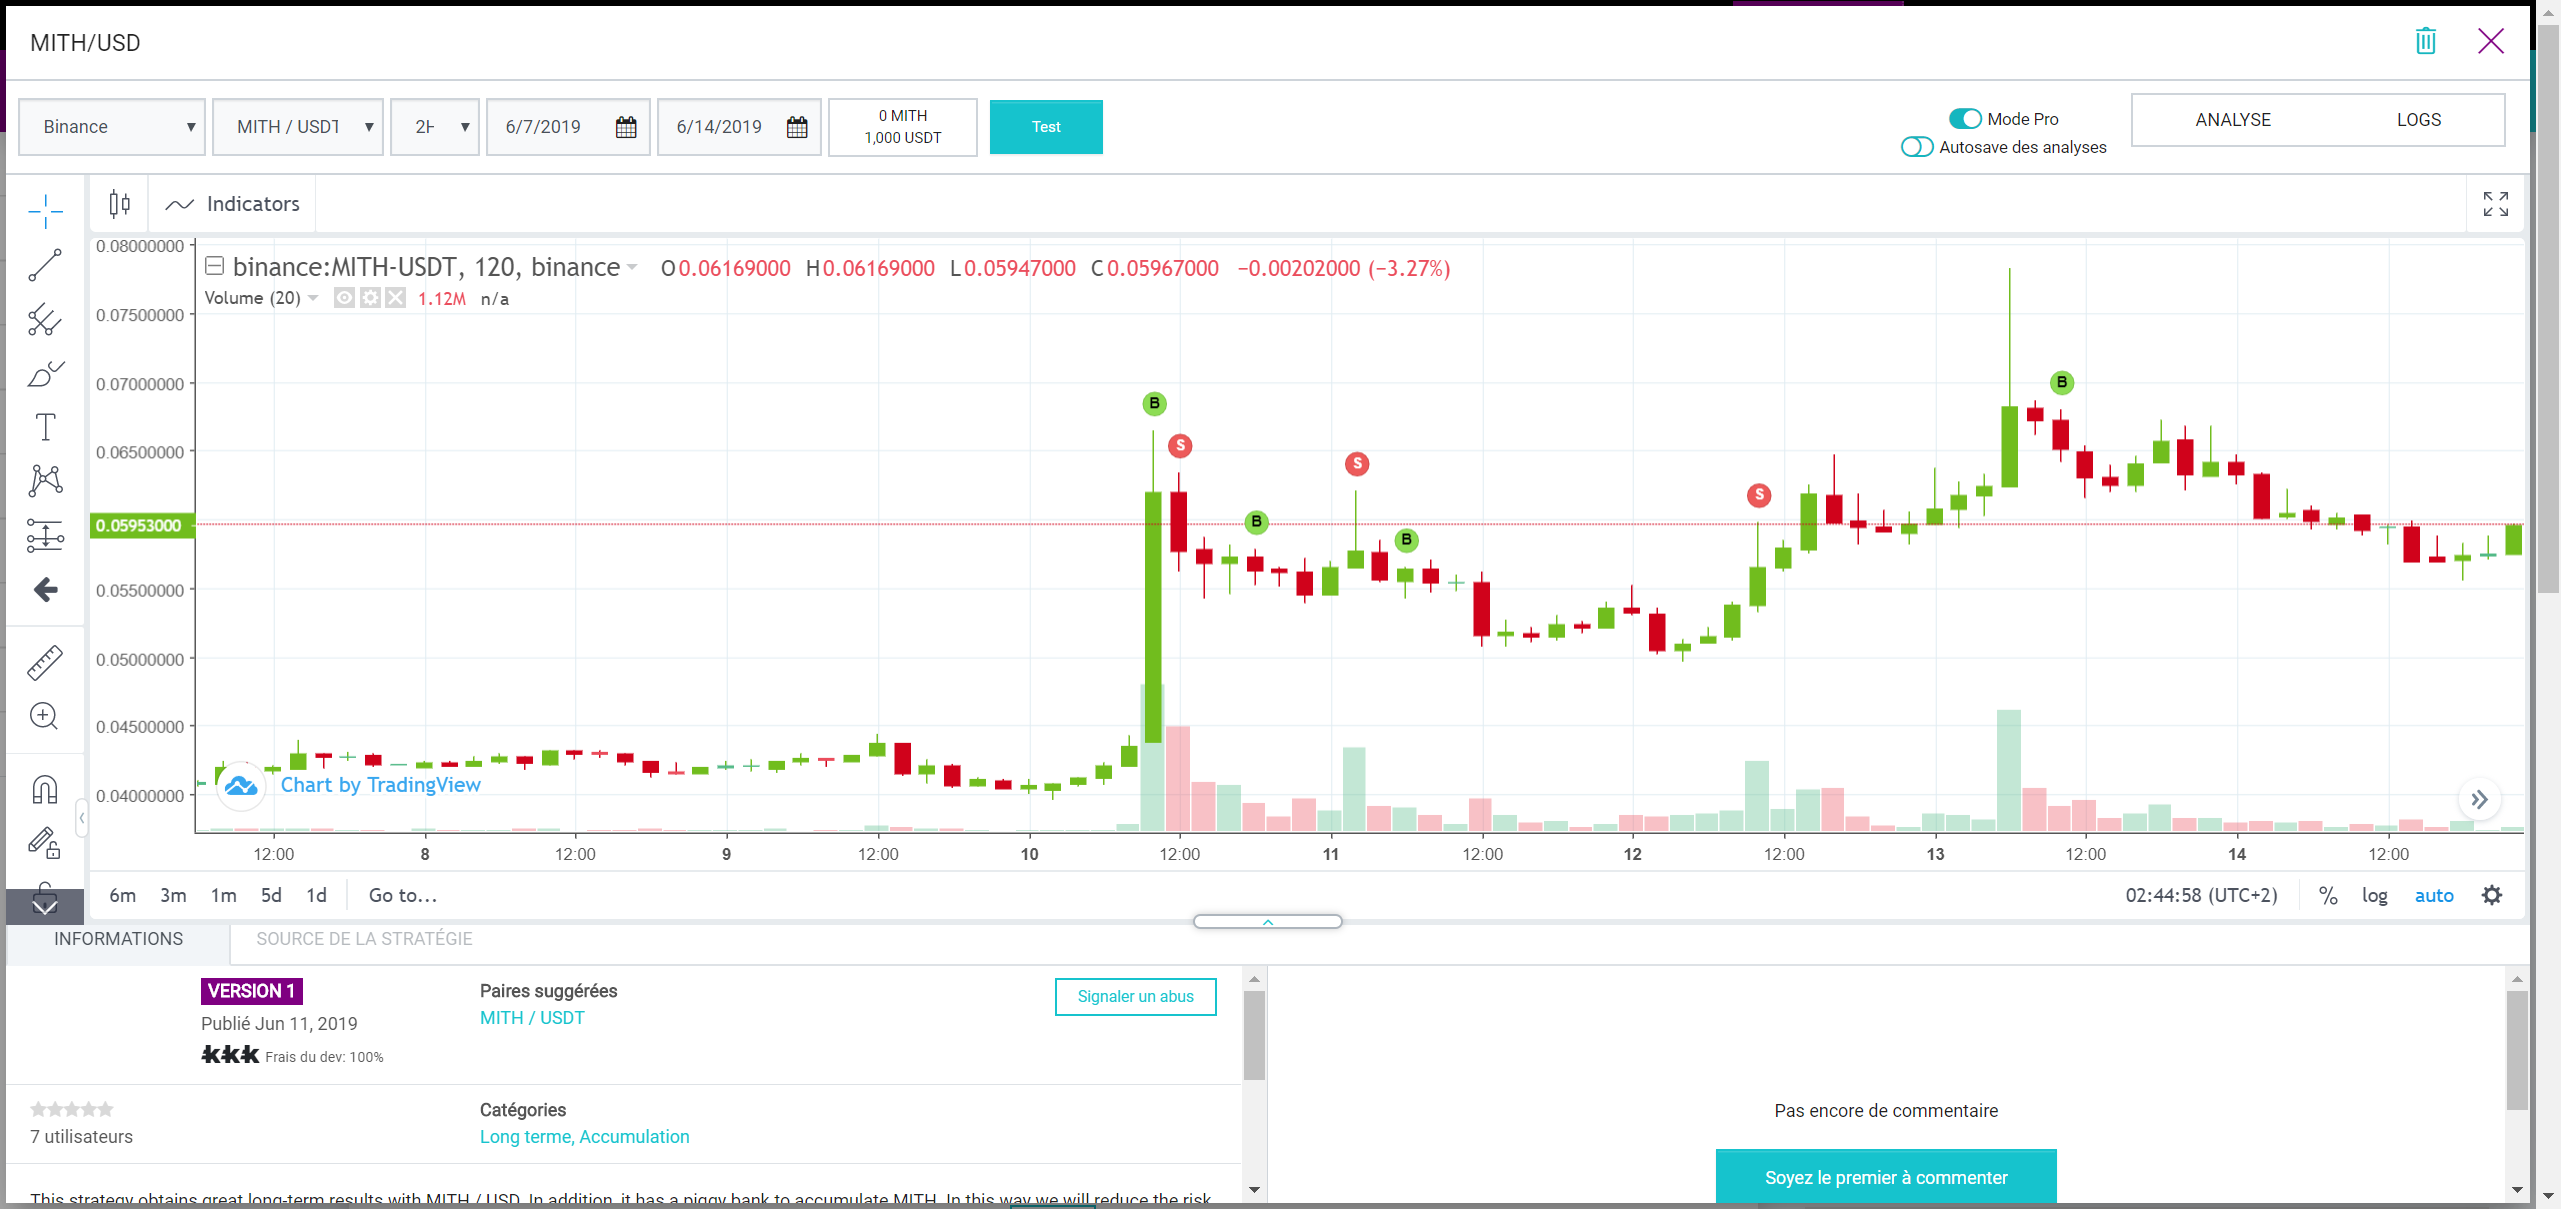 MITH/USD
Binance MITH / USDT 2H 6/7/2019 6/14/2019
0 MITH
1,000 USDT
Test
Mode Pro
Autosave des analyses
ANALYSE LOGS
Indicators
binance:MITH-USDT, 120, binance O0.06169000 H0.06169000 L0.05947000 C0.05967000 −0.00202000 (−3.27%)
Volume (20) 1.12M n/a
0.08000000
0.07500000
0.07000000
0.06500000
0.05953000
0.05500000
0.05000000
0.04500000
0.04000000
B
S
B
S
B
S
B
Chart by TradingView
12:00 8 12:00 9 12:00 10 12:00 11 12:00 12 12:00 13 12:00 14 12:00
6m 3m 1m 5d 1d Go to... 02:44:58 (UTC+2) % log auto
INFORMATIONS SOURCE DE LA STRATÉGIE
VERSION 1
Publié Jun 11, 2019
Frais du dev: 100%
Paires suggérées
MITH / USDT
Signaler un abus
7 utilisateurs
Catégories
Long terme, Accumulation
This strategy obtains great long-term results with MITH / USD. In addition, it has a piggy bank to accumulate MITH. In this way we will reduce the risk
Pas encore de commentaire
Soyez le premier à commenter